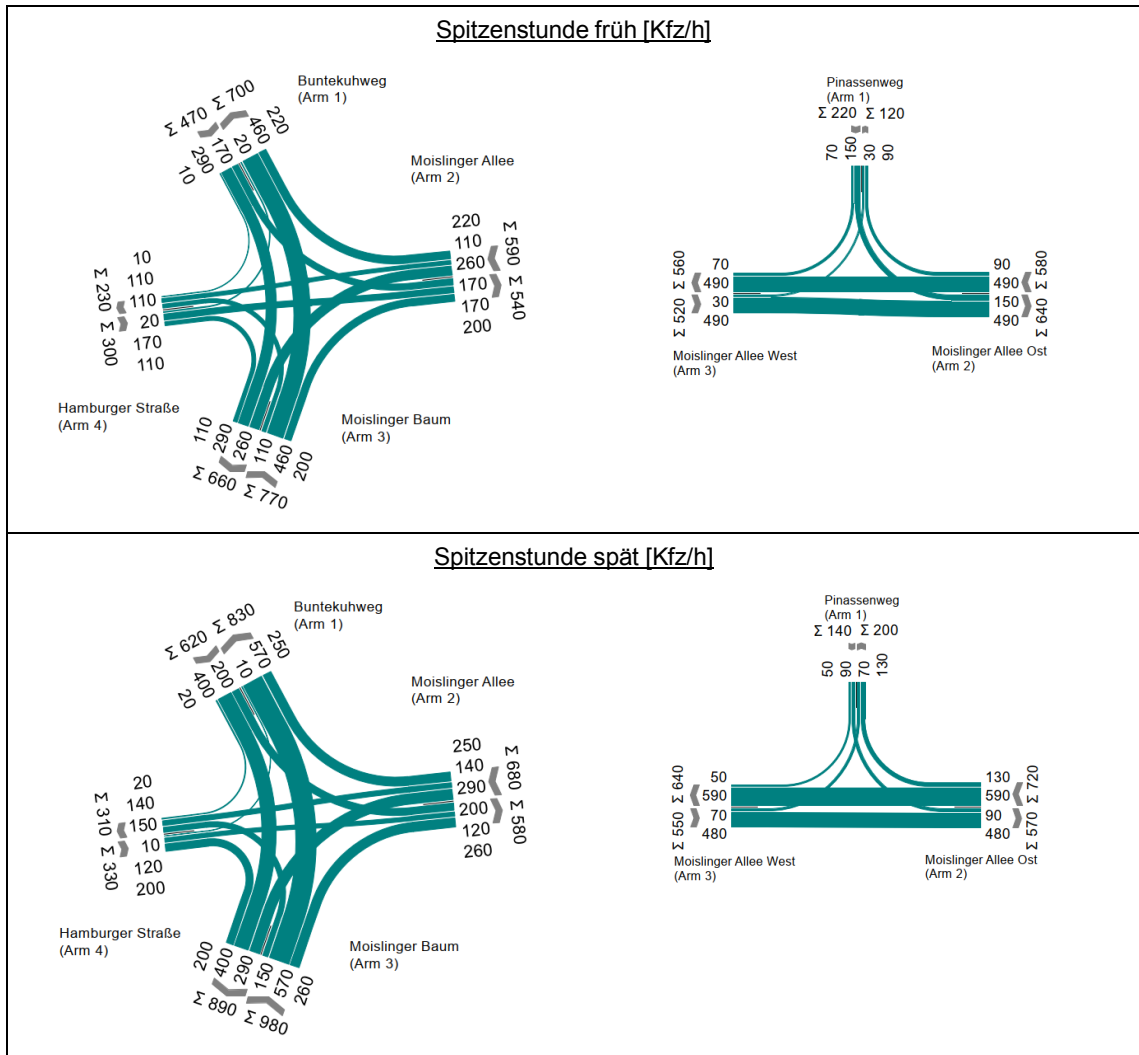 Spitzenstunde früh [Kfz/h]
Buntekuhweg
(Arm 1)
Σ 470
Σ 700
10
290
170
20
460
220
Moislinger Allee
(Arm 2)
220
110
260
170
170
200
Σ 590
Σ 540
10
110
110
20
170
110
Σ 230
Σ 300
Hamburger Straße
(Arm 4)
110
290
260
110
460
200
Σ 660
Σ 770
Moislinger Baum
(Arm 3)
Pinassenweg
(Arm 1)
Σ 220
Σ 120
70
150
30
90
Σ 560
Σ 520
70
490
30
490
90
490
150
490
Σ 580
Σ 640
Moislinger Allee West
(Arm 3)
Moislinger Allee Ost
(Arm 2)
Spitzenstunde spät [Kfz/h]
Buntekuhweg
(Arm 1)
Σ 620
Σ 830
20
400
200
10
570
250
Moislinger Allee
(Arm 2)
250
140
290
200
120
260
Σ 680
Σ 580
20
140
150
10
120
200
Σ 310
Σ 330
Hamburger Straße
(Arm 4)
200
400
290
150
570
260
Σ 890
Σ 980
Moislinger Baum
(Arm 3)
Pinassenweg
(Arm 1)
Σ 140
Σ 200
50
90
70
130
Σ 640
Σ 550
50
590
70
480
130
590
90
480
Σ 720
Σ 570
Moislinger Allee West
(Arm 3)
Moislinger Allee Ost
(Arm 2)